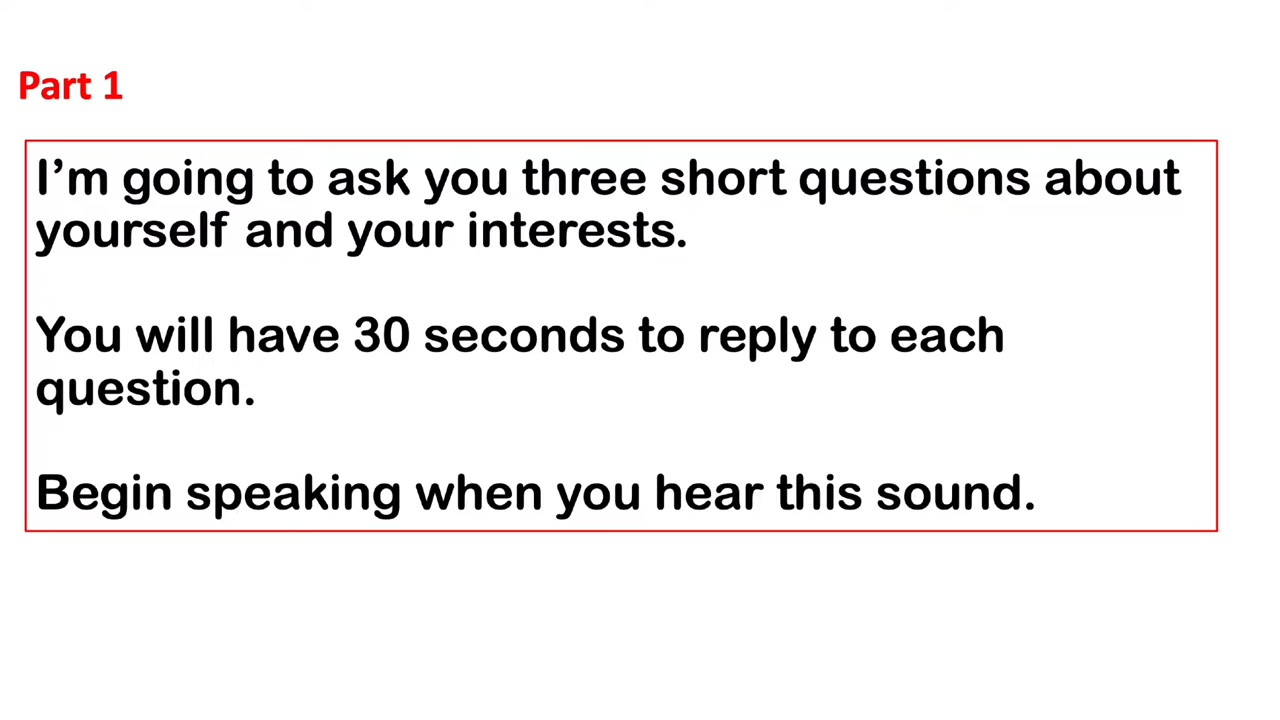 Part 1
I’m going to ask you three short questions about
yourself and your interests.
You will have 30 seconds to reply to each
question.
Begin speaking when you hear this sound.